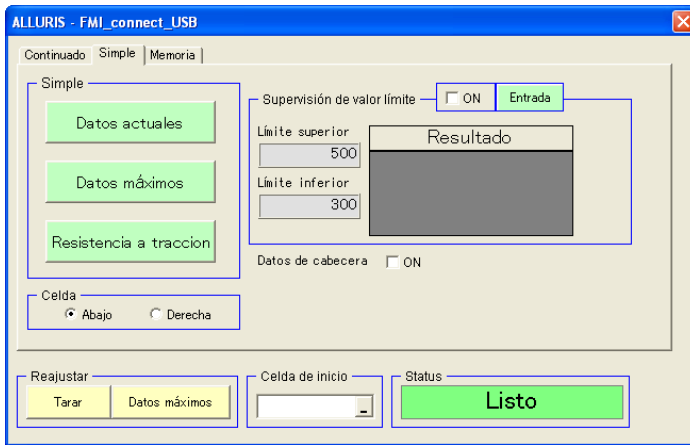 ALLURIS - FMI_connect_USB
Continuado Simple Memoria
Simple
Datos actuales
Datos máximos
Resistencia a traccion
Supervisión de valor límite ON Entrada
Límite superior
500
Límite inferior
300
Resultado
Datos de cabecera ON
Celda
Abajo Derecha
Reajustar
Tarar Datos máximos
Celda de inicio
Status
Listo